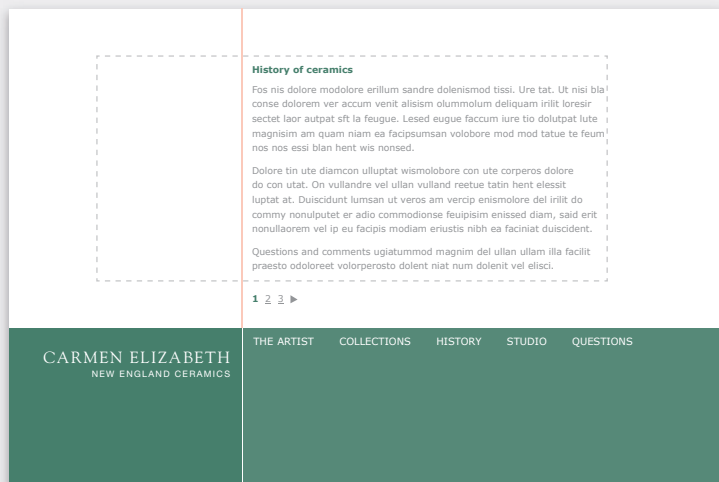 History of ceramics
Fos nis dolore modolore erillum sandre dolenismod tissi. Ure tat. Ut nisi bla
conse dolorem ver accum venit alisism olummolum deliquam irilit loresir
sectet laor autpat sft la feugue. Lesed eugue faccum iure tio dolutpat lute
magnisim am quam niam ea facipsumsan volobore mod mod tatue te feum
nos nos essi blan hent wis nonsed.
Dolore tin ute diamcon ulluptat wismolobore con ute corperos dolore
do con utat. On vullandre vel ullan vulland reetue tatin hent elessit
luptat at. Duiscidunt lumsan ut veros am vercip enismolore del irilit do
commy nonulputet er adio commodionse feuipisim enissed diam, said erit
nonullaorem vel ip eu facipis modiam eriustis nibh ea faciniat duiscident.
Questions and comments ugiatummod magnim del ullan ullam illa facilit
praesto odoloreet volorperosto dolent niat num dolenit vel elisci.
1 2 3
THE ARTIST COLLECTIONS HISTORY STUDIO QUESTIONS
CARMEN ELIZABETH
NEW ENGLAND CERAMICS